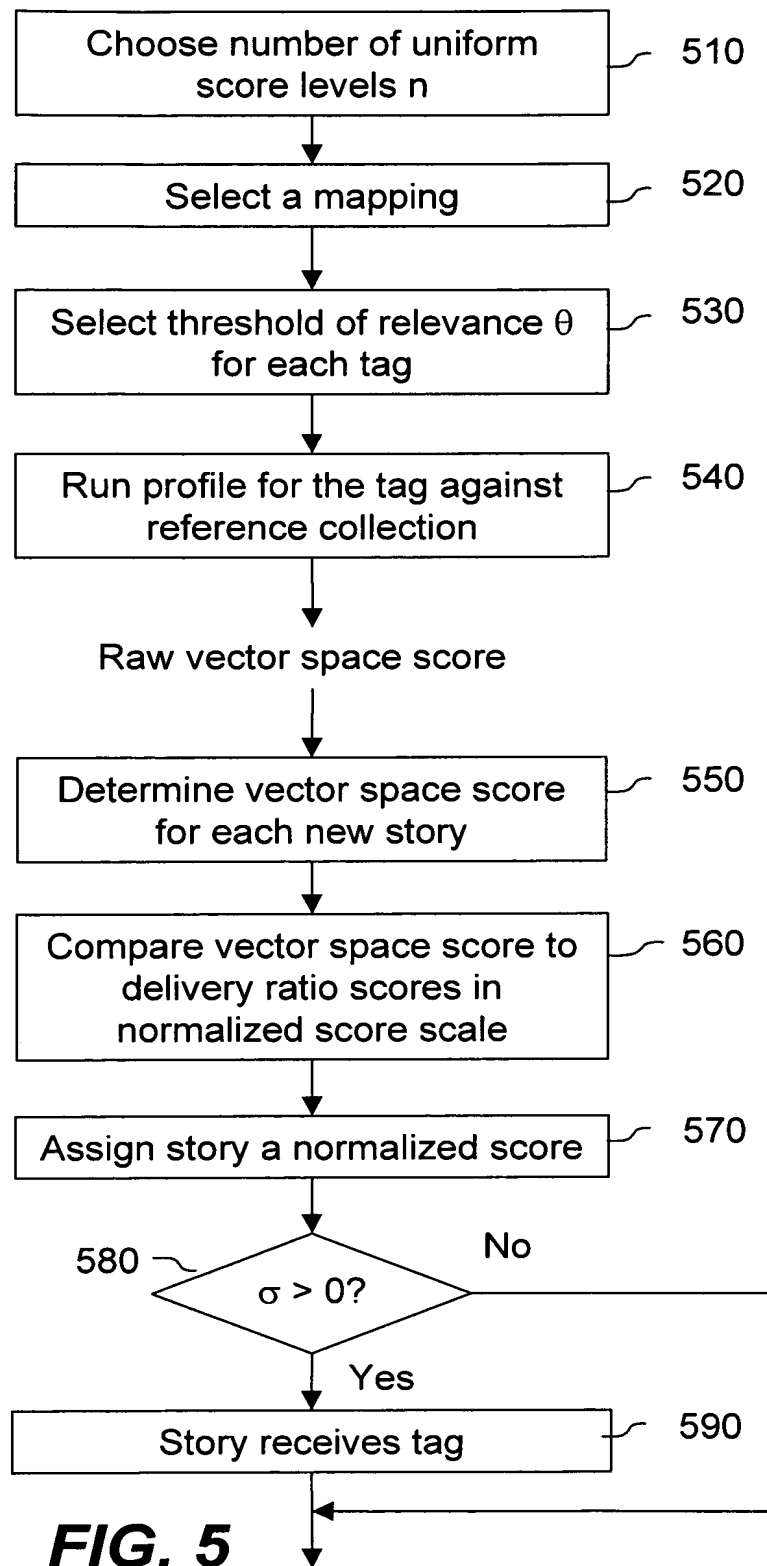 Choose number of uniform
score levels n
510
Select a mapping
520
Select threshold of relevance θ
for each tag
530
Run profile for the tag against
reference collection
540
Raw vector space score
Determine vector space score
for each new story
550
Compare vector space score to
delivery ratio scores in
normalized score scale
560
Assign story a normalized score
570
580
σ > 0?
No
Yes
Story receives tag
590
FIG. 5